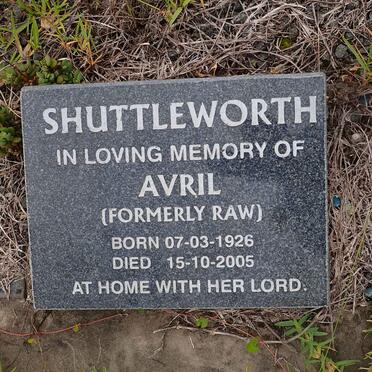 SHUTTLEWORTH
IN LOVING MEMORY OF
AVRIL
(FORMERLY RAW)
BORN 07-03-1926
DIED 15-10-2005
AT HOME WITH HER LORD.